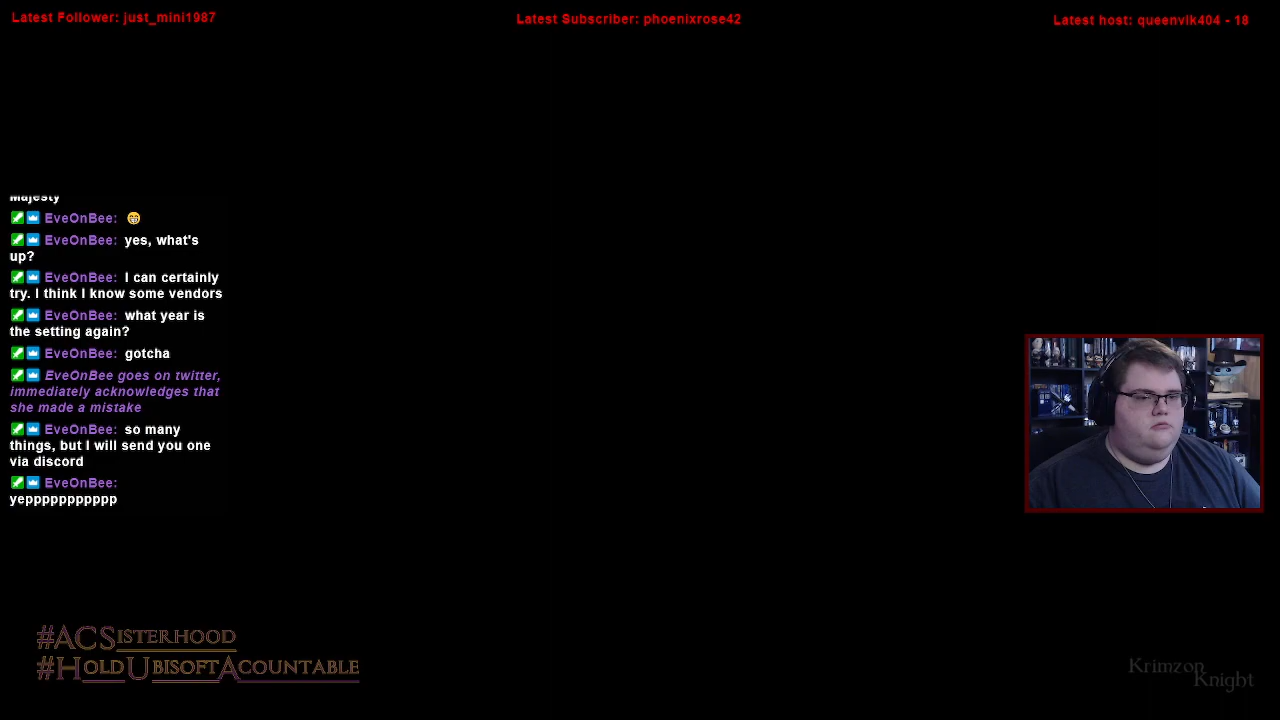 Latest Follower: just_mini1987
Latest Subscriber: phoenixrose42
Latest host: queenvik404 - 18
Majesty
EveOnBee: 😁
EveOnBee: yes, what's
up?
EveOnBee: I can certainly
try. I think I know some vendors
EveOnBee: what year is
the setting again?
EveOnBee: gotcha
EveOnBee goes on twitter,
immediately acknowledges that
she made a mistake
EveOnBee: so many
things, but I will send you one
via discord
EveOnBee:
yepppppppppp
#ACSisterhood
#HoldUbisoftAcountable
Krimzon
Knight